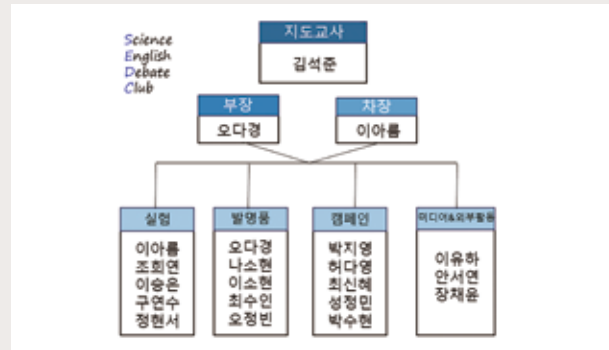 Science
English
Debate
Club
지도교사
김석준
부장
오다경
차장
이아름
실험
이아름
조희연
이승은
구연수
정현서
발명품
오다경
나소현
이소현
최수인
오정빈
캠페인
박지영
허다영
최신혜
성정민
박수현
미디어&외부활동
이유하
안서연
장채윤